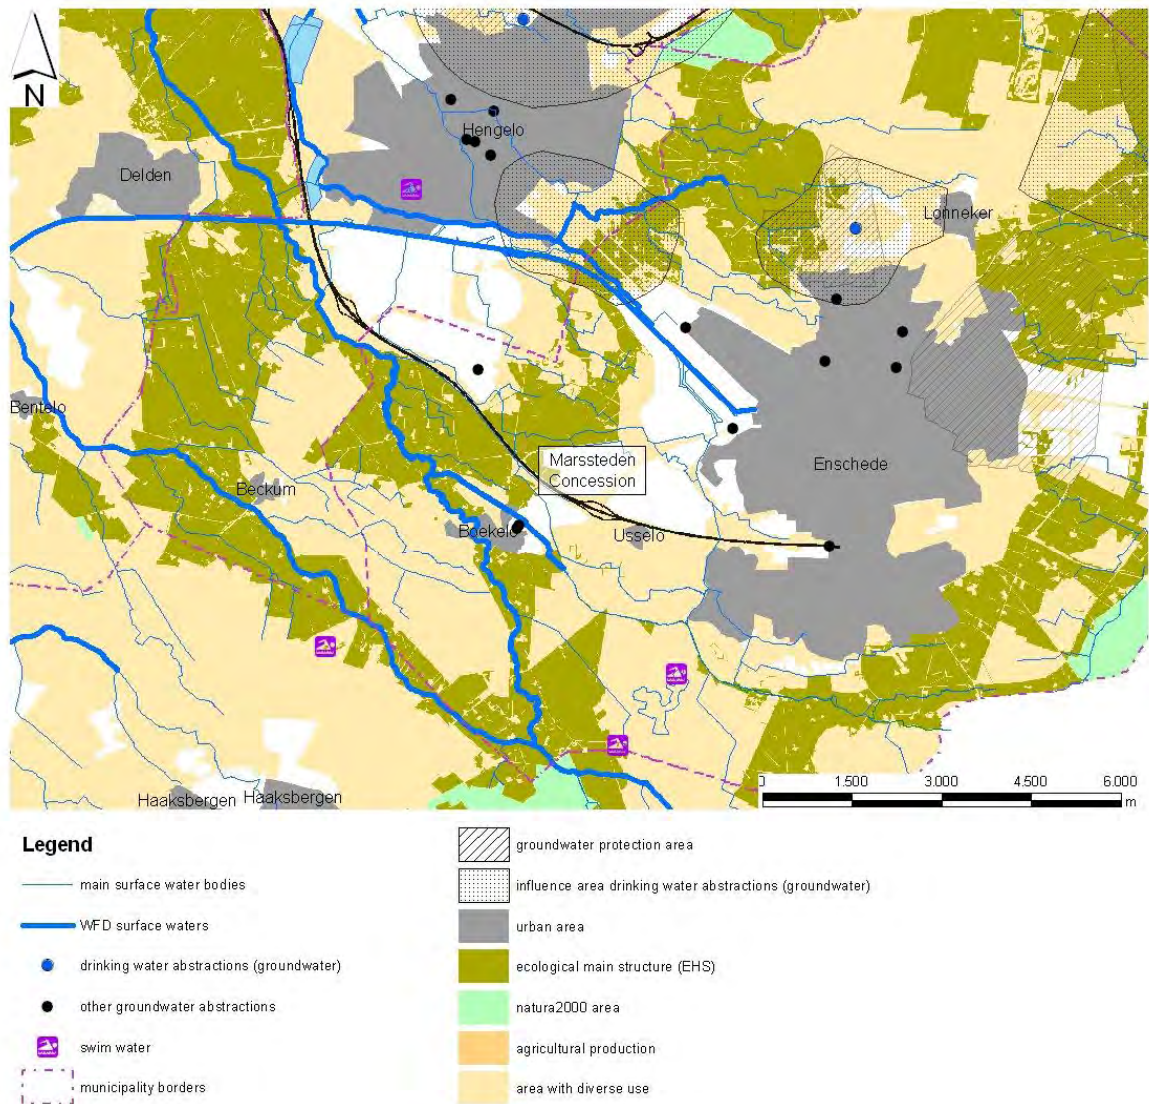 N
Hengelo
Delden
Lonneker
Bentelo
Marssteden
Concession
Enschede
Beckum
Boekelo
Usselo
Haaksbergen Haaksbergen
0 1.500 3.000 4.500 6.000
m
Legend
main surface water bodies
WFD surface waters
drinking water abstractions (groundwater)
other groundwater abstractions
swim water
municipality borders
groundwater protection area
influence area drinking water abstractions (groundwater)
urban area
ecological main structure (EHS)
natura2000 area
agricultural production
area with diverse use